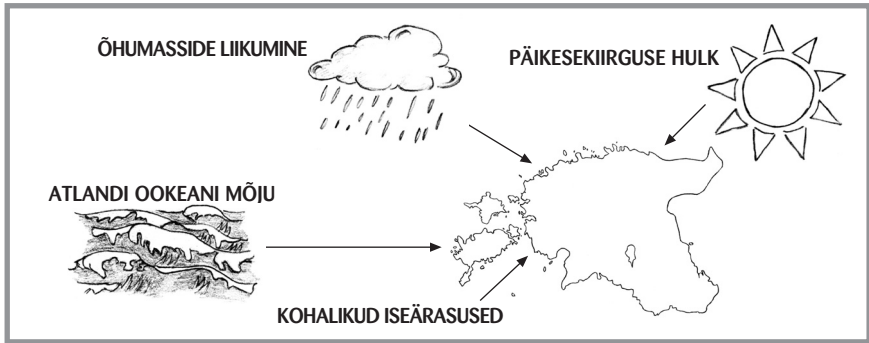 ÕHUMASSIDE LIIKUMINE
PÄIKESEKIIRGUSE HULK
ATLANDI OOKEANI MÕJU
KOHALIKUD ISEÄRASUSED